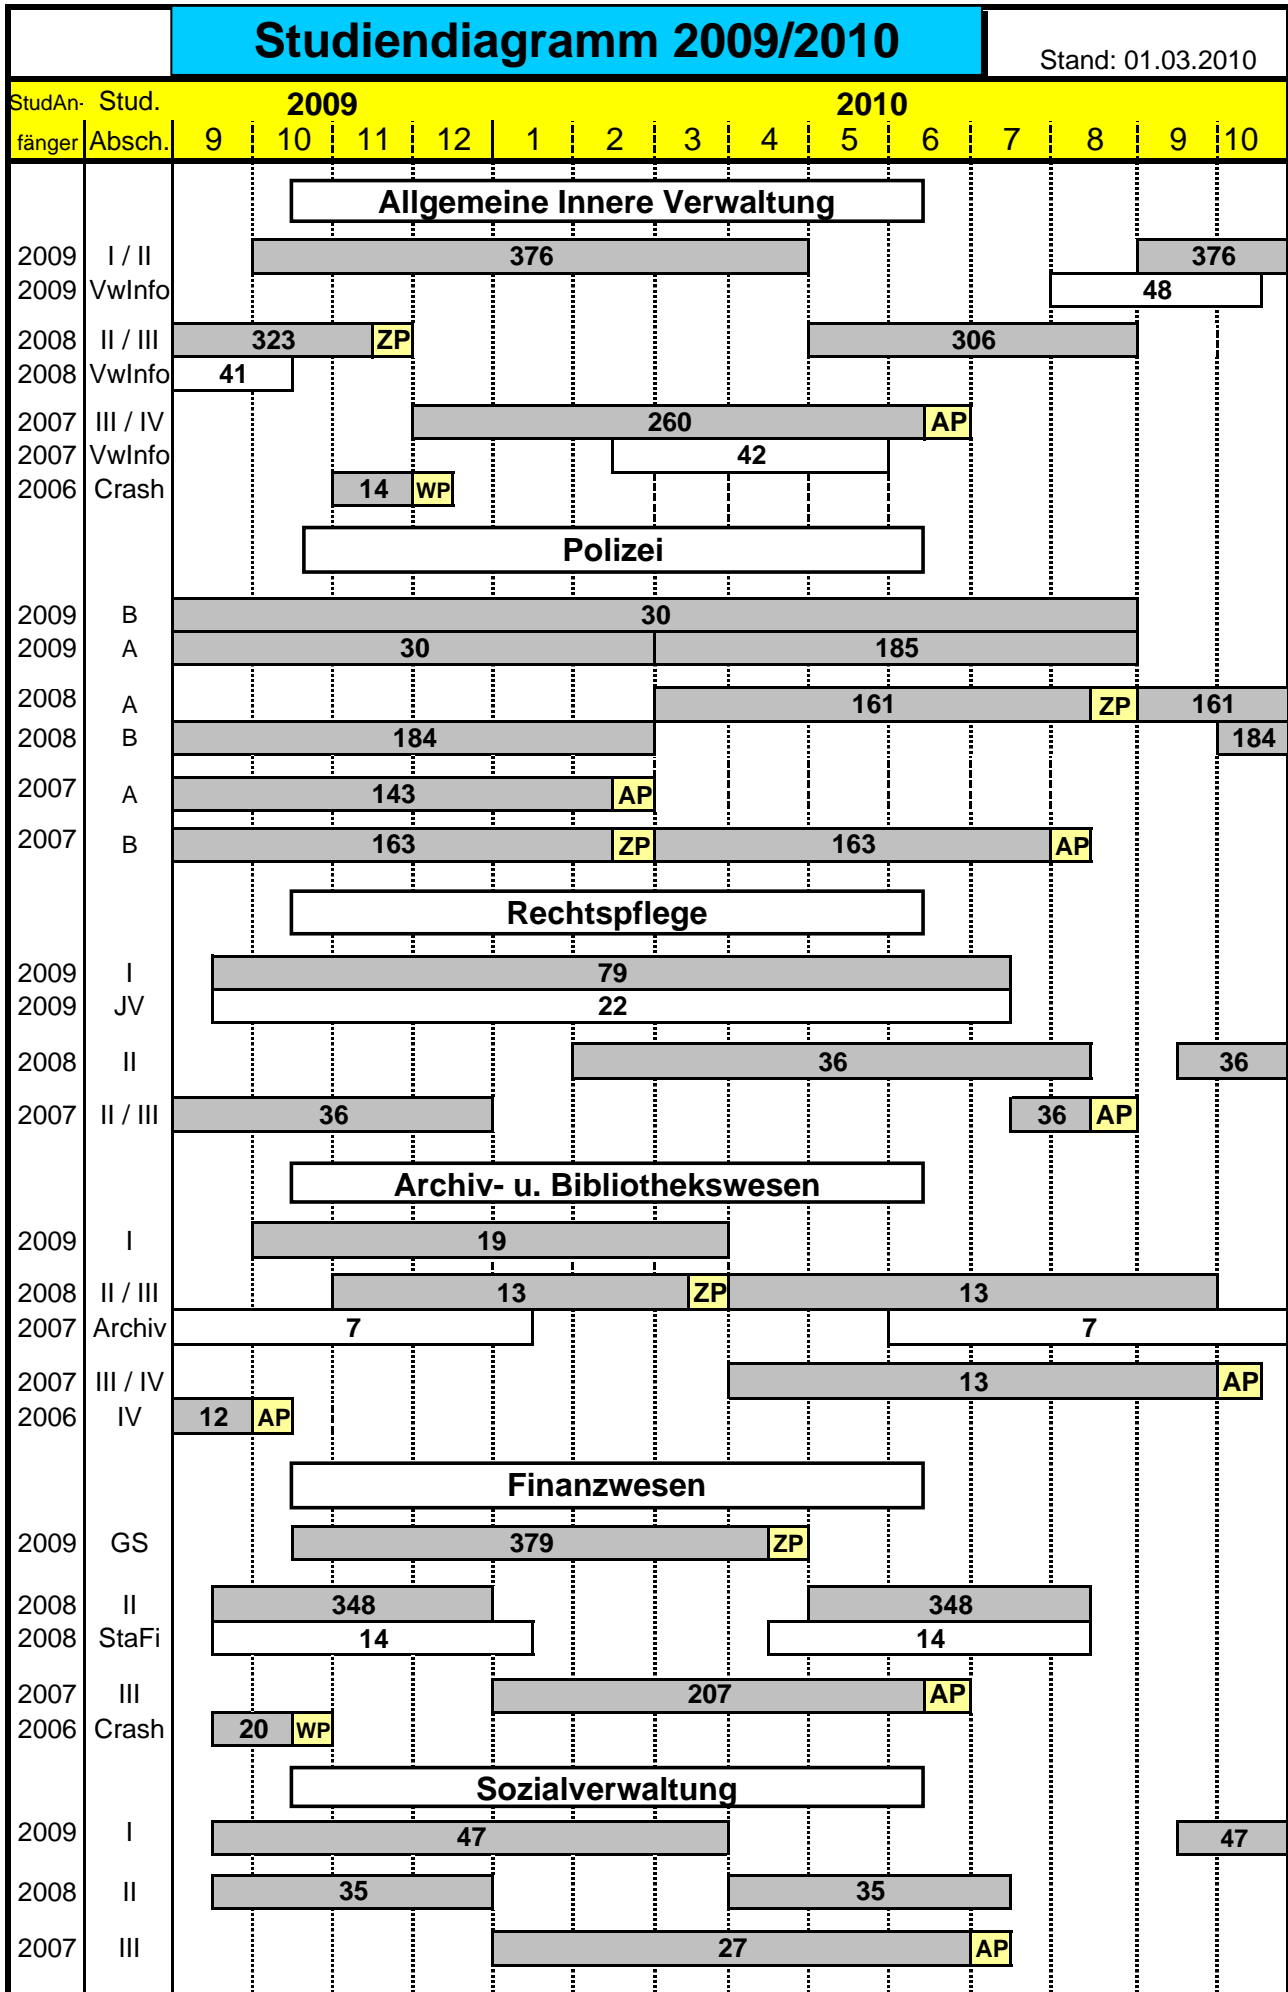 Studiendiagramm 2009/2010
Stand: 01.03.2010
StudAn- Stud. 2009 2010
fänger Absch. 9 10 11 12 1 2 3 4 5 6 7 8 9 10
Allgemeine Innere Verwaltung
2009 I / II 376 376
2009 VwInfo 48
2008 II / III 323 ZP 306
2008 VwInfo 41
2007 III / IV 260 AP
2007 VwInfo 42
2006 Crash 14 WP
Polizei
2009 B 30
2009 A 30 185
2008 A 161 ZP 161
2008 B 184 184
2007 A 143 AP
2007 B 163 ZP 163 AP
Rechtspflege
2009 I 79
2009 JV 22
2008 II 36 36
2007 II / III 36 36 AP
Archiv- u. Bibliothekswesen
2009 I 19
2008 II / III 13 ZP 13
2007 Archiv 7 7
2007 III / IV 13 AP
2006 IV 12 AP
Finanzwesen
2009 GS 379 ZP
2008 II 348 348
2008 StaFi 14 14
2007 III 207 AP
2006 Crash 20 WP
Sozialverwaltung
2009 I 47 47
2008 II 35 35
2007 III 27 AP